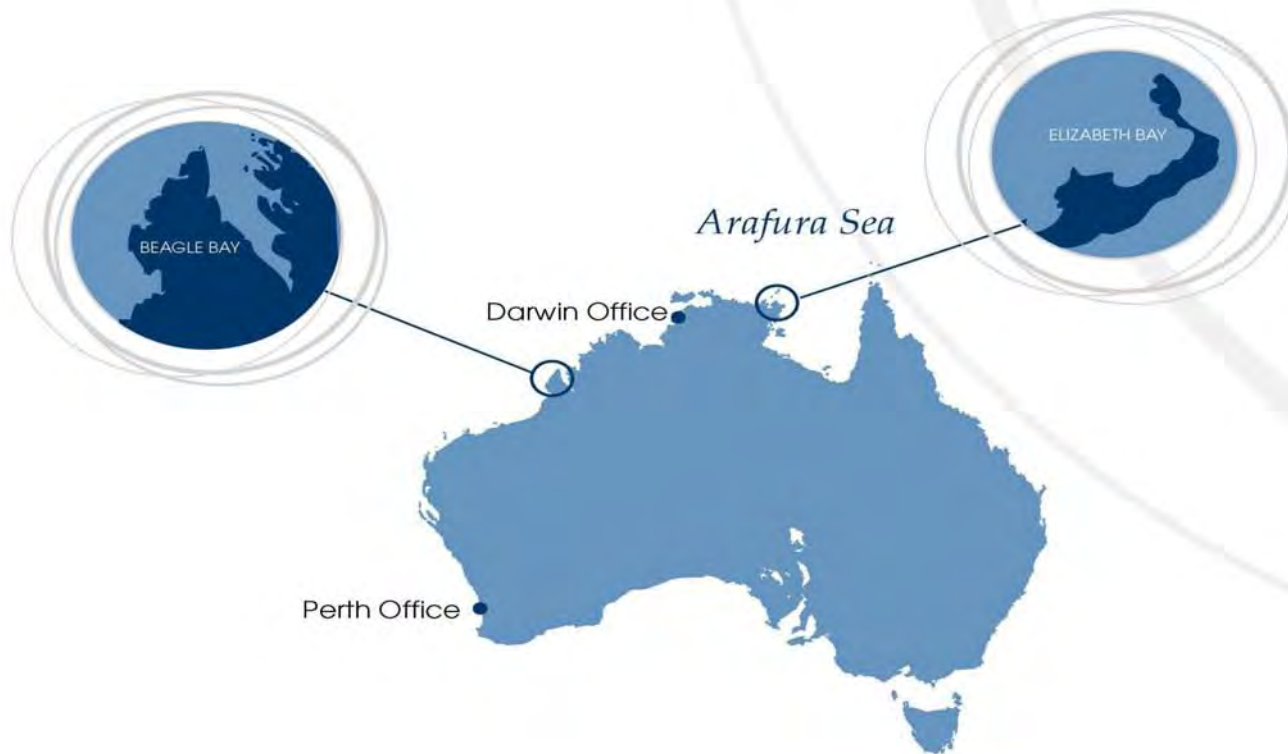 ELIZABETH BAY
Arafura Sea
BEAGLE BAY
Darwin Office
Perth Office